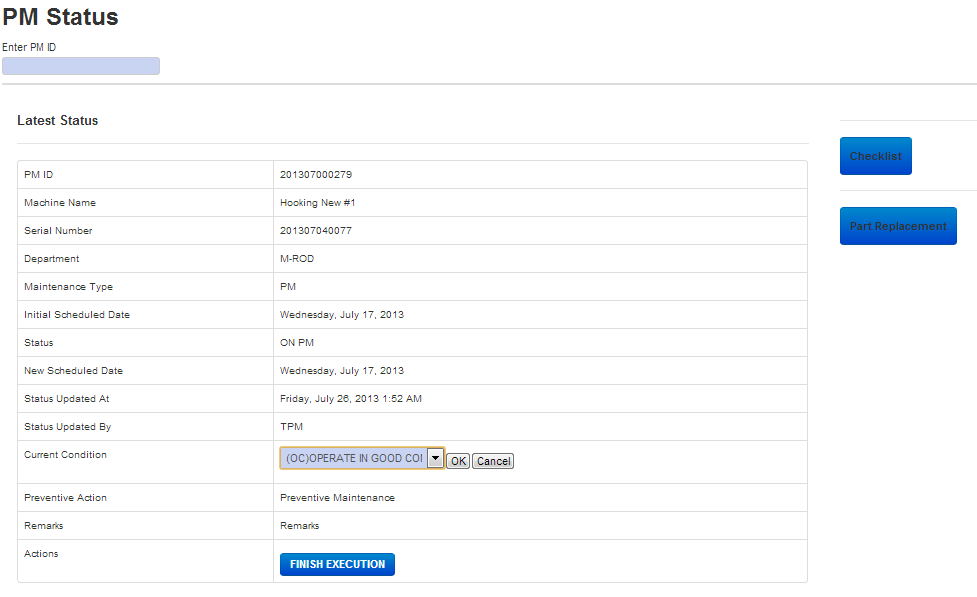 PM Status
Enter PM ID
Latest Status
Checklist
Part Replacement
PM ID 201307000279
Machine Name Hooking New #1
Serial Number 201307040077
Department M-ROD
Maintenance Type PM
Initial Scheduled Date Wednesday, July 17, 2013
Status ON PM
New Scheduled Date Wednesday, July 17, 2013
Status Updated At Friday, July 26, 2013 1:52 AM
Status Updated By TPM
Current Condition (OC)OPERATE IN GOOD OK Cancel
Preventive Action Preventive Maintenance
Remarks Remarks
Actions FINISH EXECUTION